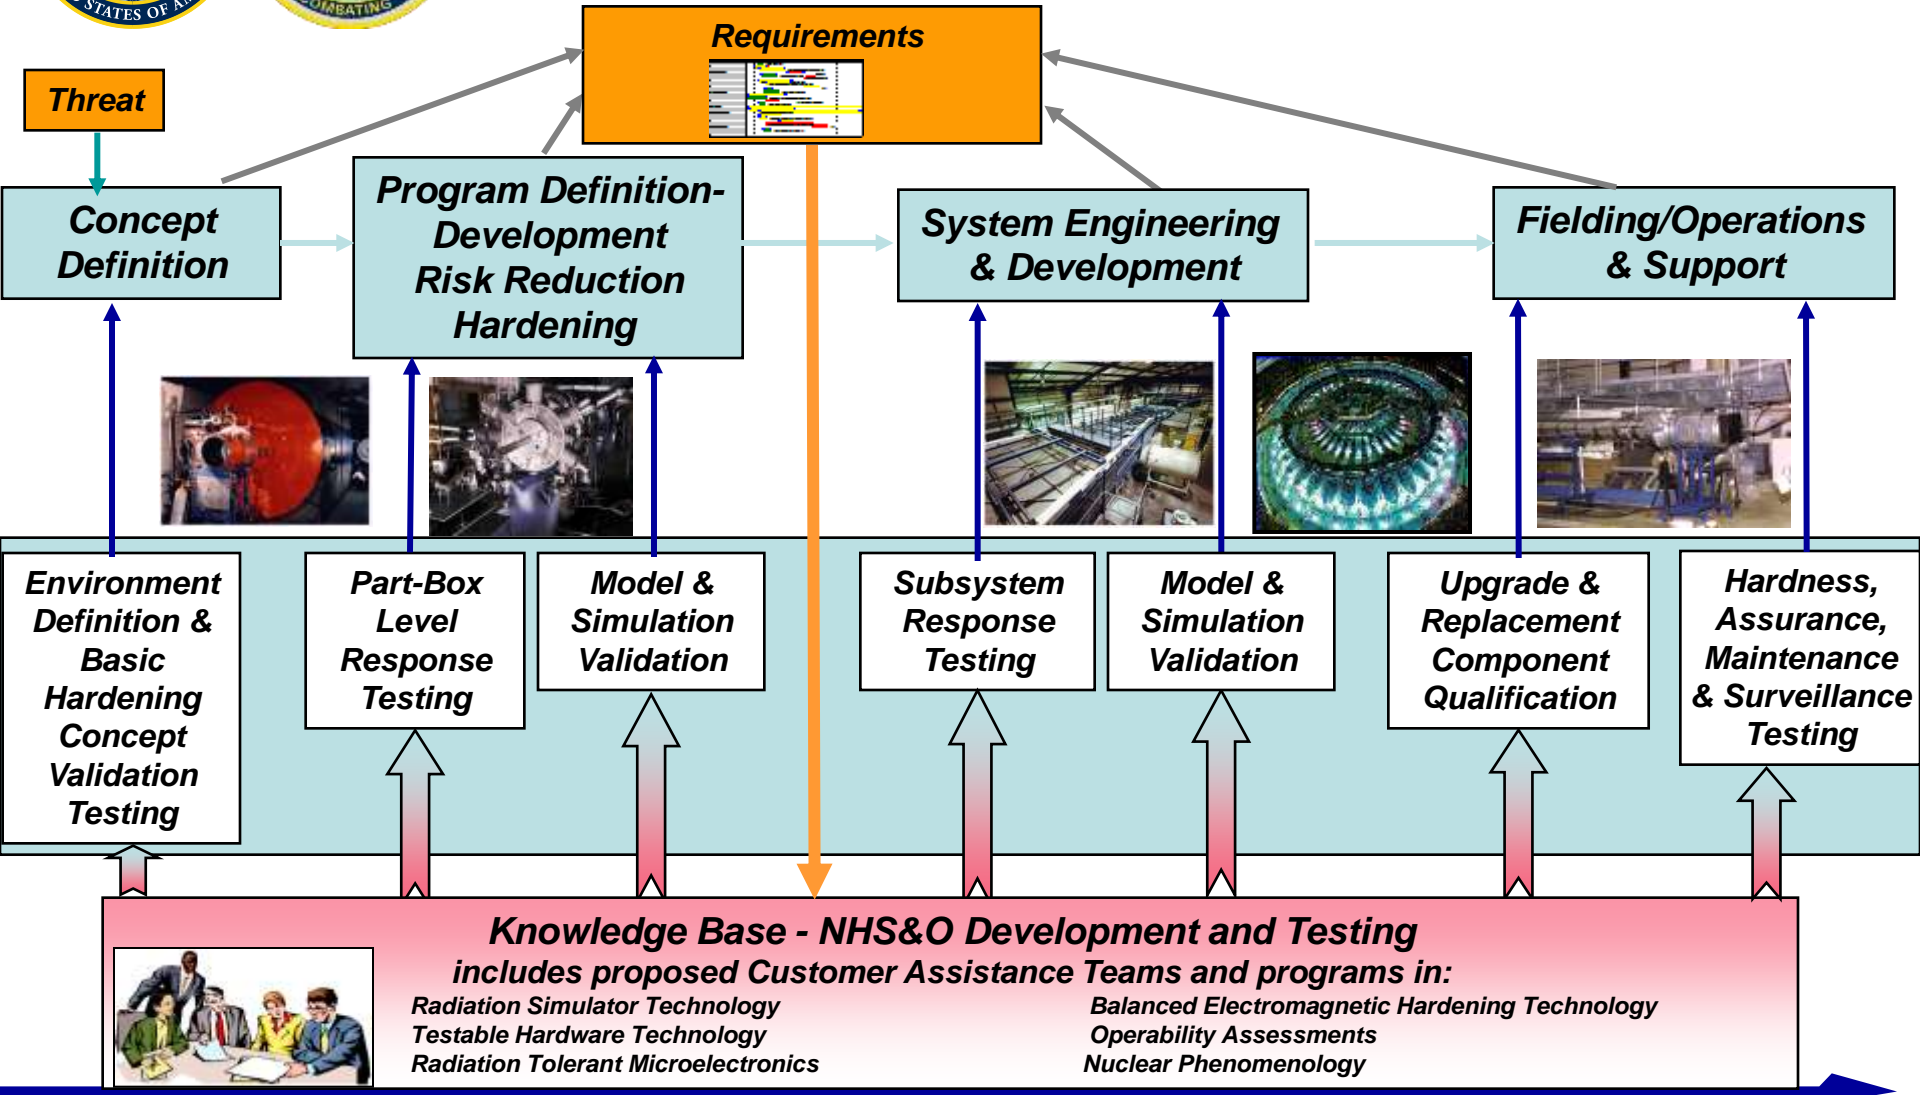 STATES OF AM
COMBATING
Requirements
Threat
Concept
Definition
Program Definition-
Development
Risk Reduction
Hardening
System Engineering
& Development
Fielding/Operations
& Support
Environment
Definition &
Basic
Hardening
Concept
Validation
Testing
Part-Box
Level
Response
Testing
Model &
Simulation
Validation
Subsystem
Response
Testing
Model &
Simulation
Validation
Upgrade &
Replacement
Component
Qualification
Hardness,
Assurance,
Maintenance
& Surveillance
Testing
Knowledge Base - NHS&O Development and Testing
includes proposed Customer Assistance Teams and programs in:
Radiation Simulator Technology
Testable Hardware Technology
Radiation Tolerant Microelectronics
Balanced Electromagnetic Hardening Technology
Operability Assessments
Nuclear Phenomenology